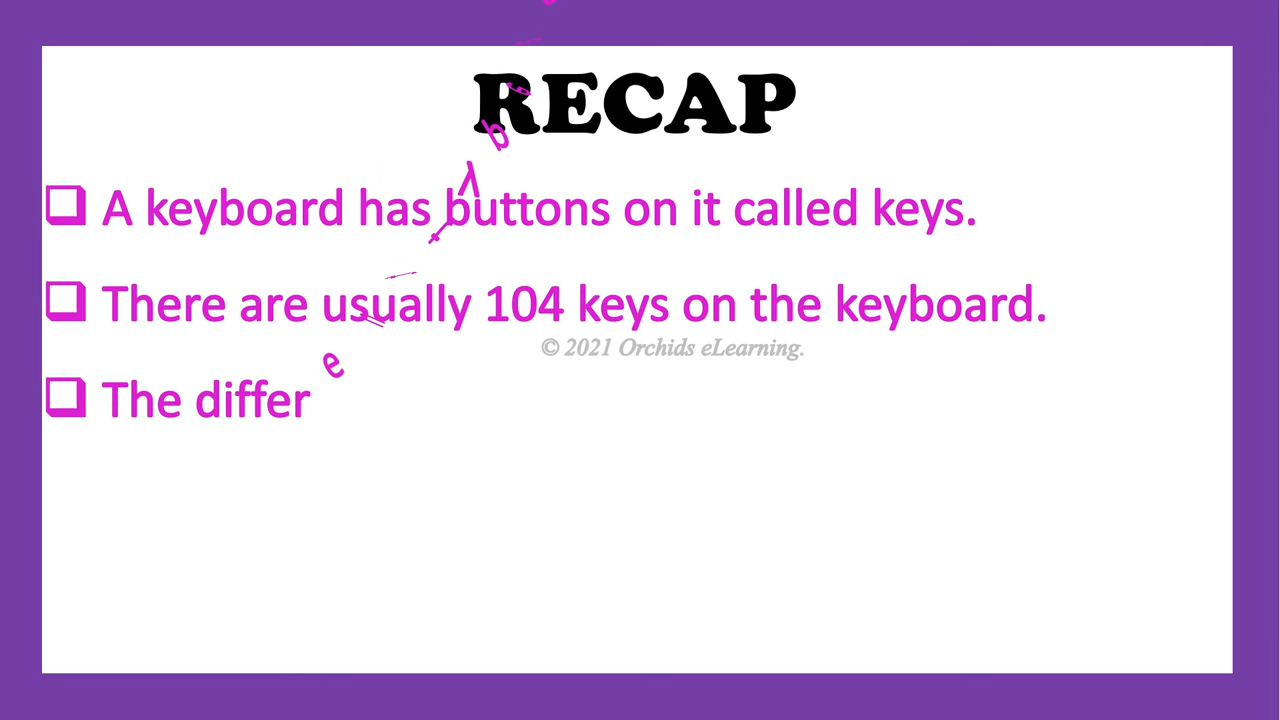 RECAP
A keyboard has buttons on it called keys.
There are usually 104 keys on the keyboard.
© 2021 Orchids eLearning.
The differ e